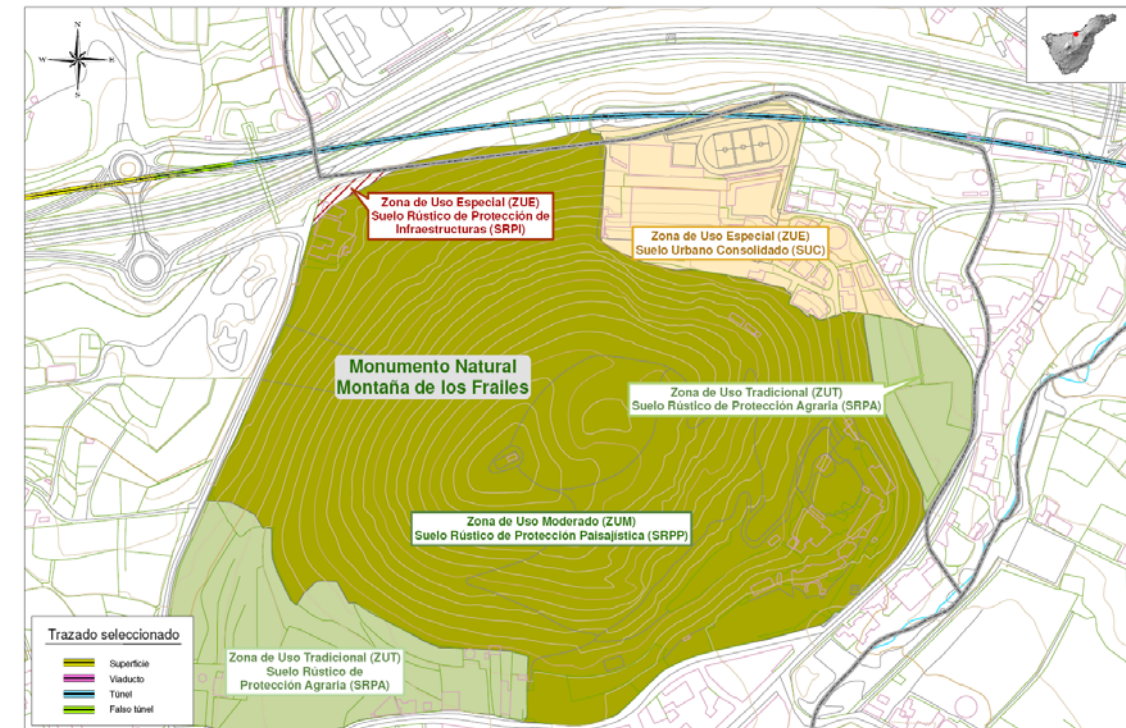 N
W
E
S
Zona de Uso Especial (ZUE)
Suelo Rústico de Protección de
Infraestructuras (SRPI)
Zona de Uso Especial (ZUE)
Suelo Urbano Consolidado (SUC)
Monumento Natural
Montaña de los Frailes
Zona de Uso Tradicional (ZUT)
Suelo Rústico de Protección Agraria (SRPA)
Zona de Uso Moderado (ZUM)
Suelo Rústico de Protección Paisajística (SRPP)
Zona de Uso Tradicional (ZUT)
Suelo Rústico de
Protección Agraria (SRPA)
Trazado seleccionado
Superficie
Viaducto
Túnel
Falso túnel